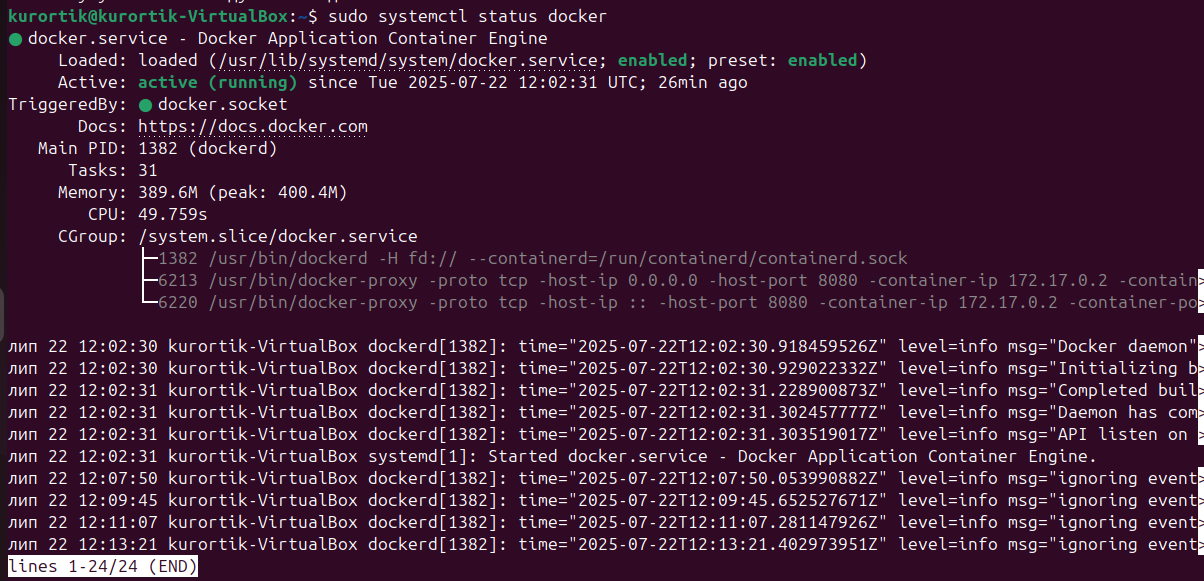 kurortik@kurortik-VirtualBox:~$ sudo systemctl status docker
● docker.service - Docker Application Container Engine
Loaded: loaded (/usr/lib/systemd/system/docker.service; enabled; preset: enabled)
Active: active (running) since Tue 2025-07-22 12:02:31 UTC; 26min ago
TriggeredBy: ● docker.socket
Docs: https://docs.docker.com
Main PID: 1382 (dockerd)
Tasks: 31
Memory: 389.6M (peak: 400.4M)
CPU: 49.759s
CGroup: /system.slice/docker.service
├─1382 /usr/bin/dockerd -H fd:// --containerd=/run/containerd/containerd.sock
├─6213 /usr/bin/docker-proxy -proto tcp -host-ip 0.0.0.0 -host-port 8080 -container-ip 172.17.0.2 -contain>
└─6220 /usr/bin/docker-proxy -proto tcp -host-ip :: -host-port 8080 -container-ip 172.17.0.2 -container-po>
лип 22 12:02:30 kurortik-VirtualBox dockerd[1382]: time="2025-07-22T12:02:30.918459526Z" level=info msg="Docker daemon">
лип 22 12:02:30 kurortik-VirtualBox dockerd[1382]: time="2025-07-22T12:02:30.929022332Z" level=info msg="Initializing b>
лип 22 12:02:31 kurortik-VirtualBox dockerd[1382]: time="2025-07-22T12:02:31.228900873Z" level=info msg="Completed buil>
лип 22 12:02:31 kurortik-VirtualBox dockerd[1382]: time="2025-07-22T12:02:31.302457777Z" level=info msg="Daemon has com>
лип 22 12:02:31 kurortik-VirtualBox dockerd[1382]: time="2025-07-22T12:02:31.303519017Z" level=info msg="API listen on >
лип 22 12:02:31 kurortik-VirtualBox systemd[1]: Started docker.service - Docker Application Container Engine.
лип 22 12:07:50 kurortik-VirtualBox dockerd[1382]: time="2025-07-22T12:07:50.053990882Z" level=info msg="ignoring event>
лип 22 12:09:45 kurortik-VirtualBox dockerd[1382]: time="2025-07-22T12:09:45.652527671Z" level=info msg="ignoring event>
лип 22 12:11:07 kurortik-VirtualBox dockerd[1382]: time="2025-07-22T12:11:07.281147926Z" level=info msg="ignoring event>
лип 22 12:13:21 kurortik-VirtualBox dockerd[1382]: time="2025-07-22T12:13:21.402973951Z" level=info msg="ignoring event>
lines 1-24/24 (END)